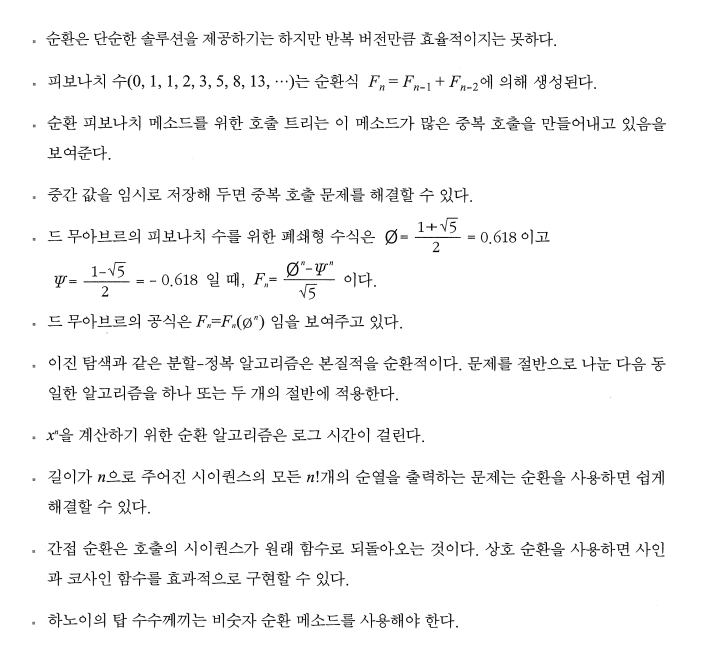 ▪ 순환은 단순한 솔루션을 제공하기는 하지만 반복 버전만큼 효율적이지는 못하다.
▪ 피보나치 수(0, 1, 1, 2, 3, 5, 8, 13, ⋯)는 순환식 Fₙ = Fₙ₋₁ + Fₙ₋₂에 의해 생성된다.
▪ 순환 피보나치 메소드를 위한 호출 트리는 이 메소드가 많은 중복 호출을 만들어내고 있음을
보여준다.
▪ 중간 값을 임시로 저장해 두면 중복 호출 문제를 해결할 수 있다.
▪ 드 무아브르의 피보나치 수를 위한 폐쇄형 수식은 Ø = (1+√5)/2 = 0.618 이고
Ψ = (1-√5)/2 = - 0.618 일 때, Fₙ = (Øⁿ-Ψⁿ)/√5 이다.
▪ 드 무아브르의 공식은 Fₙ=Fₙ(øⁿ) 임을 보여주고 있다.
▪ 이진 탐색과 같은 분할-정복 알고리즘은 본질적을 순환적이다. 문제를 절반으로 나눈 다음 동
일한 알고리즘을 하나 또는 두 개의 절반에 적용한다.
▪ xⁿ을 계산하기 위한 순환 알고리즘은 로그 시간이 걸린다.
▪ 길이가 n으로 주어진 시이퀀스의 모든 n!개의 순열을 출력하는 문제는 순환을 사용하면 쉽게
해결할 수 있다.
▪ 간접 순환은 호출의 시이퀀스가 원래 함수로 되돌아오는 것이다. 상호 순환을 사용하면 사인
과 코사인 함수를 효과적으로 구현할 수 있다.
▪ 하노이의 탑 수수께끼는 비숫자 순환 메소드를 사용해야 한다.